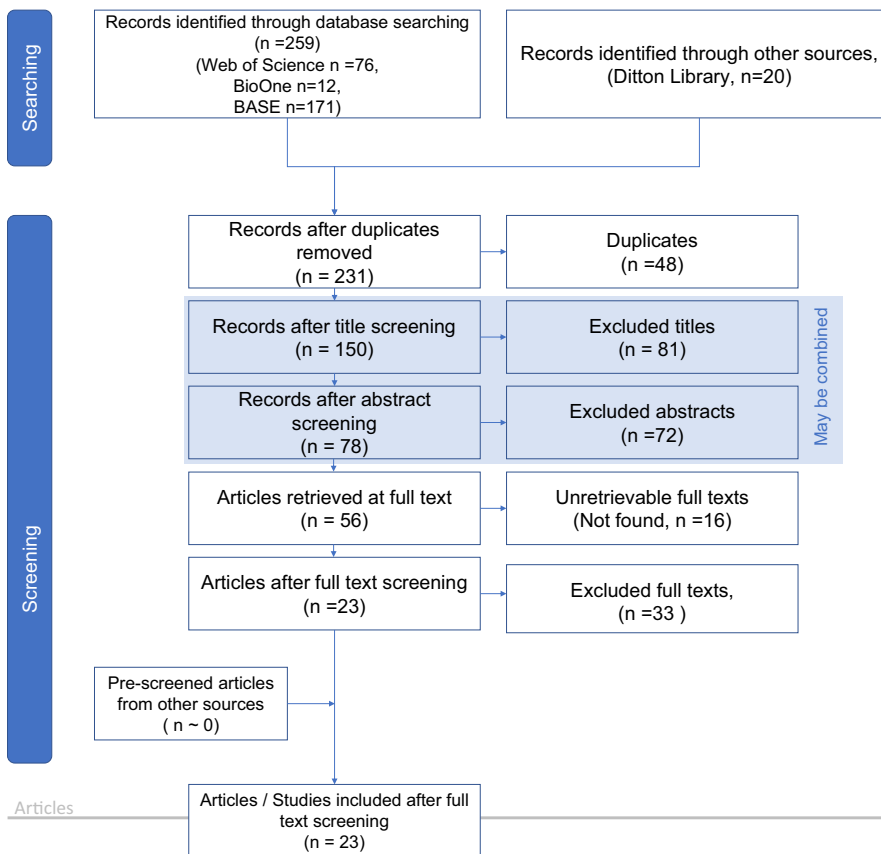 Searching
Records identified through database searching
(n =259)
(Web of Science n =76,
BioOne n=12,
BASE n=171)
Records identified through other sources,
(Ditton Library, n=20)
Screening
Records after duplicates
removed
(n = 231)
Duplicates
(n =48)
Records after title screening
(n = 150)
Excluded titles
(n = 81)
May be combined
Records after abstract
screening
(n = 78)
Excluded abstracts
(n =72)
Articles retrieved at full text
(n = 56)
Unretrievable full texts
(Not found, n =16)
Articles after full text screening
(n =23)
Excluded full texts,
(n =33 )
Pre-screened articles
from other sources
( n ~ 0)
Articles
Articles / Studies included after full
text screening
(n = 23)